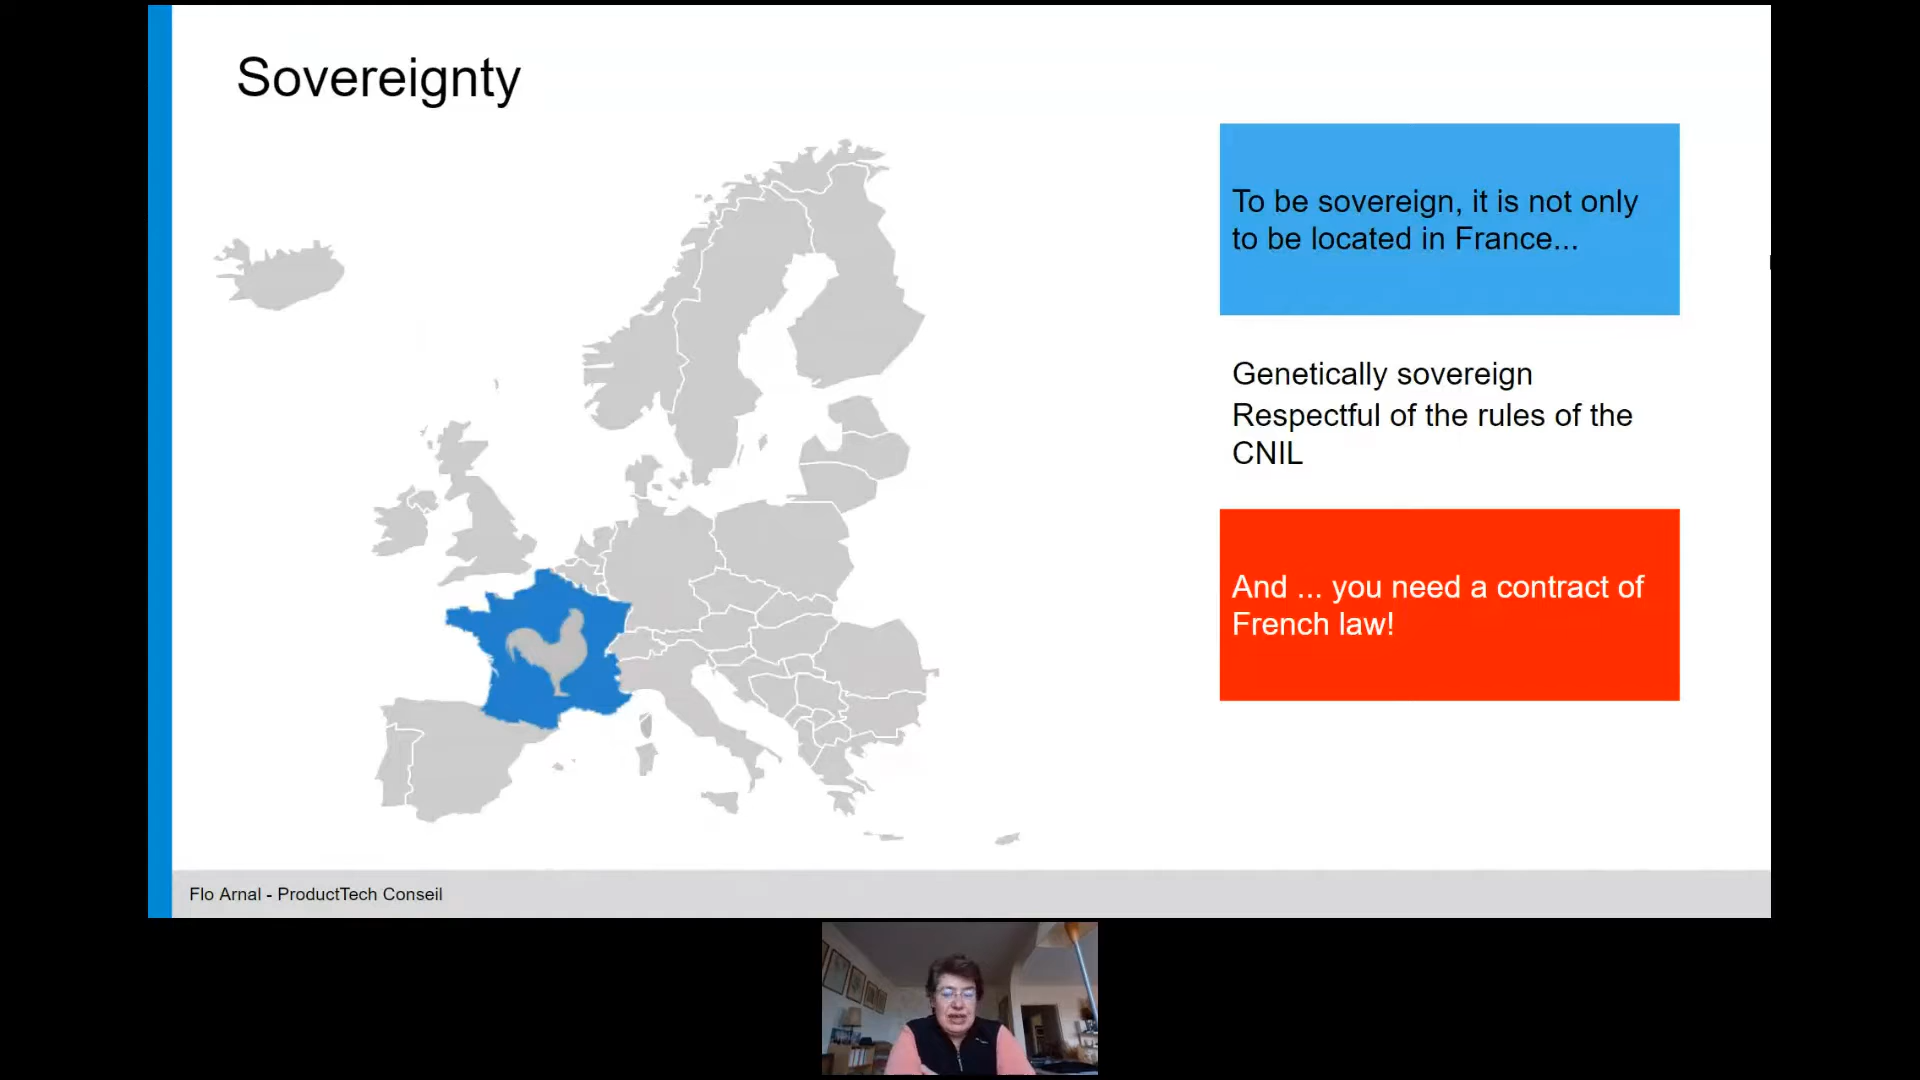 Sovereignty
To be sovereign, it is not only
to be located in France...
Genetically sovereign
Respectful of the rules of the
CNIL
And ... you need a contract of
French law!
Flo Arnal - ProductTech Conseil